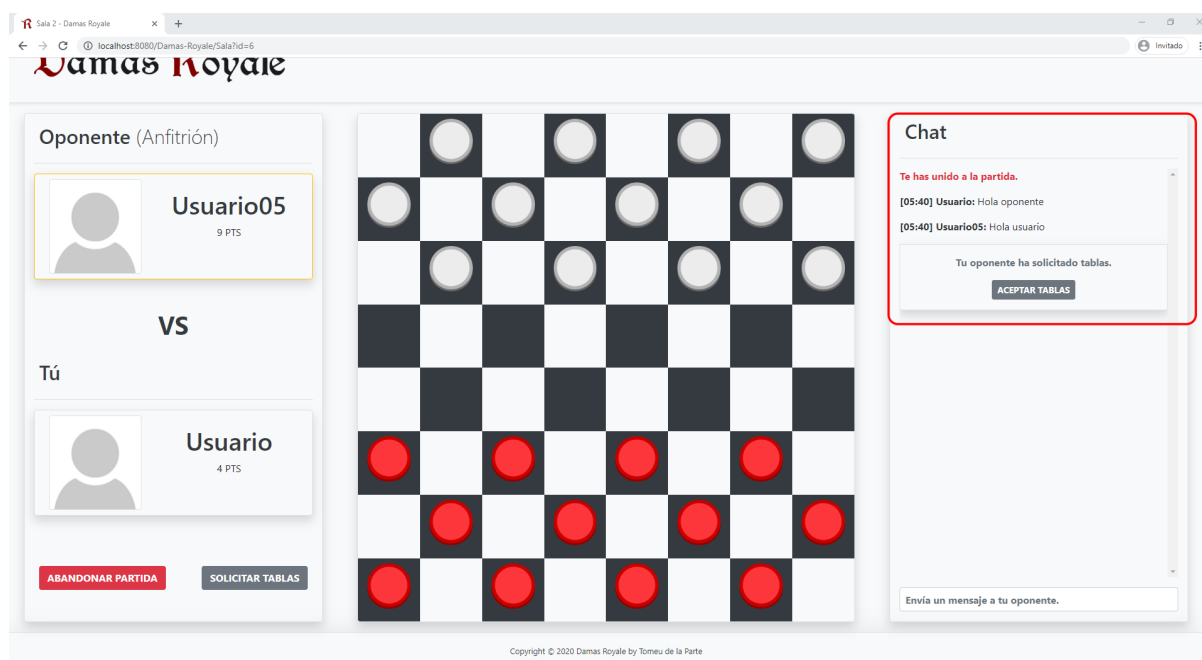 Sala 2 - Damas Royale
localhost:8080/Damas-Royale/Sala?id=6
Invitado
Damas Royale
Oponente (Anfitrión)
Usuario05
9 PTS
VS
Tú
Usuario
4 PTS
ABANDONAR PARTIDA
SOLICITAR TABLAS
Chat
Te has unido a la partida.
[05:40] Usuario: Hola oponente
[05:40] Usuario05: Hola usuario
Tu oponente ha solicitado tablas.
ACEPTAR TABLAS
Envía un mensaje a tu oponente.
Copyright © 2020 Damas Royale by Tomeu de la Parte